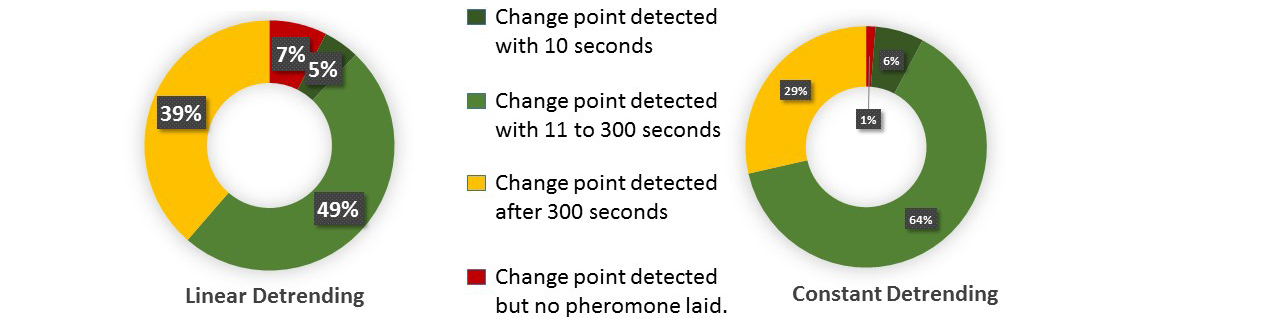 7%
5%
39%
49%
Linear Detrending
Change point detected
with 10 seconds
Change point detected
with 11 to 300 seconds
Change point detected
after 300 seconds
Change point detected
but no pheromone laid.
6%
29%
1%
64%
Constant Detrending